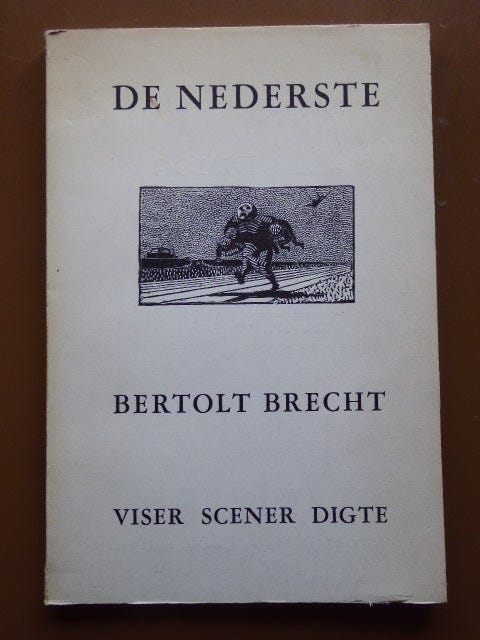 DE NEDERSTE
BERTOLT BRECHT
VISER SCENER DIGTE